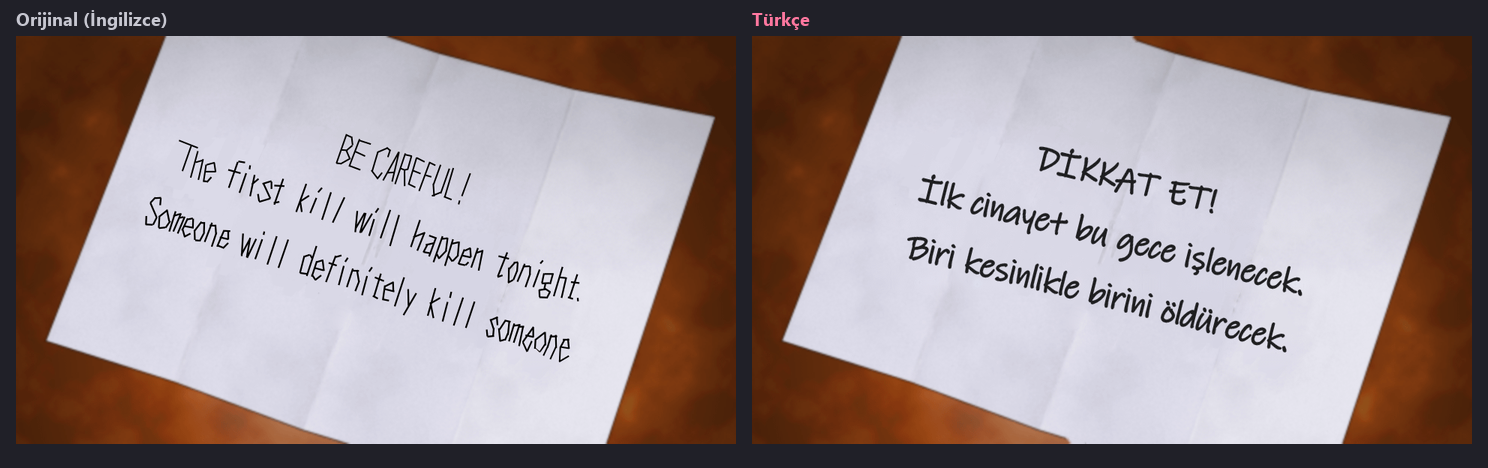 Orijinal (İngilizce)
BE CAREFUL!
The first kill will happen tonight.
Someone will definitely kill someone
Türkçe
DİKKAT ET!
İlk cinayet bu gece işlenecek.
Biri kesinlikle birini öldürecek.